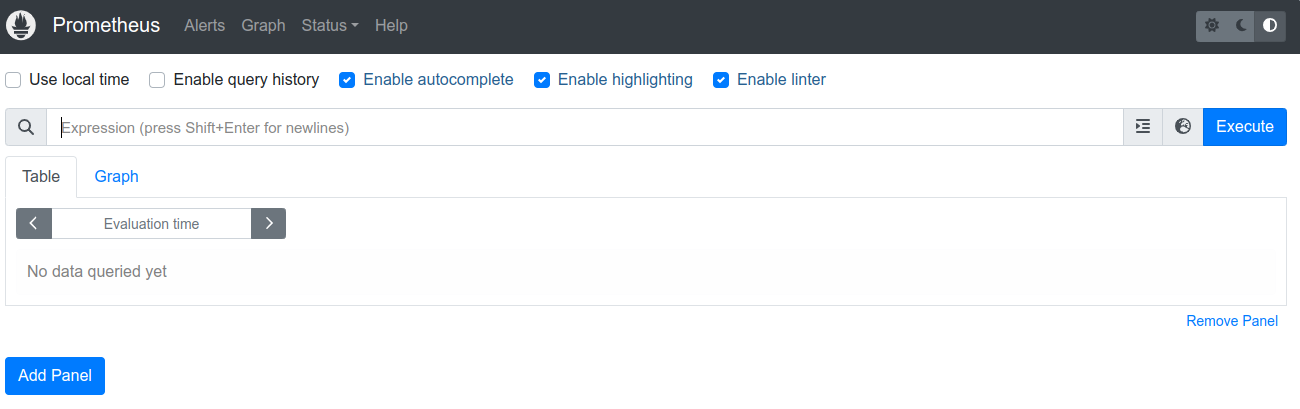 Prometheus Alerts Graph Status Help
Use local time Enable query history Enable autocomplete Enable highlighting Enable linter
Expression (press Shift+Enter for newlines) Execute
Table Graph
Evaluation time
No data queried yet
Remove Panel
Add Panel